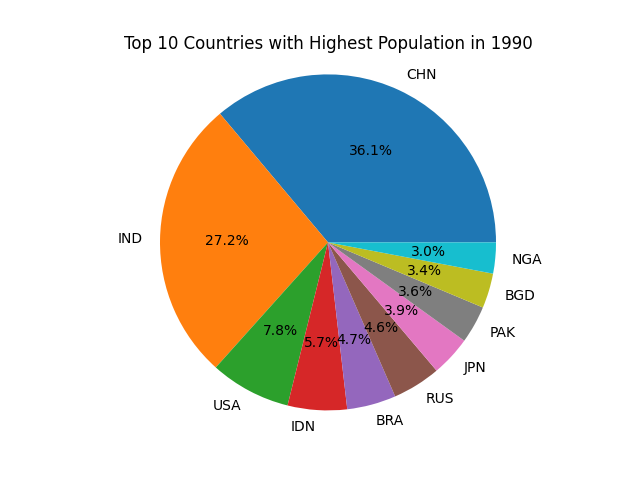 Top 10 Countries with Highest Population in 1990
CHN
36.1%
IND
27.2%
USA
7.8%
IDN
5.7%
BRA
4.7%
RUS
4.6%
JPN
3.9%
PAK
3.6%
BGD
3.4%
NGA
3.0%